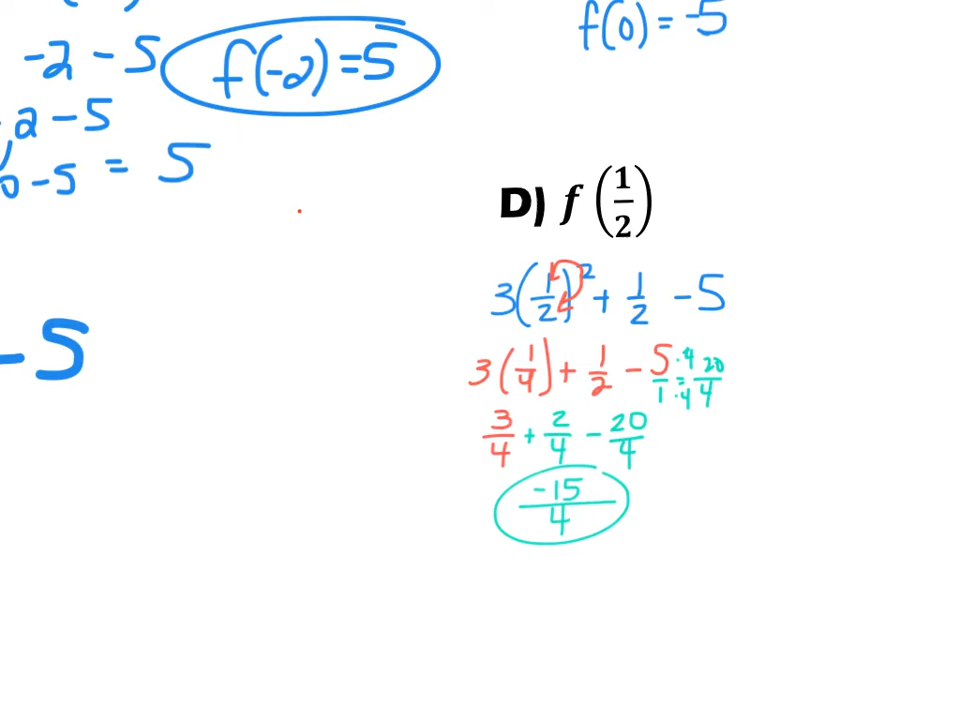 f(0) = -5
-2 - 5
f(-2) = 5
2 - 5
0 - 5 = 5
D) f(1/2)
3(1/2)² + 1/2 - 5
3(1/4) + 1/2 - 5/1 ·4/·4 = 20/4
3/4 + 2/4 - 20/4
-15/4
-5